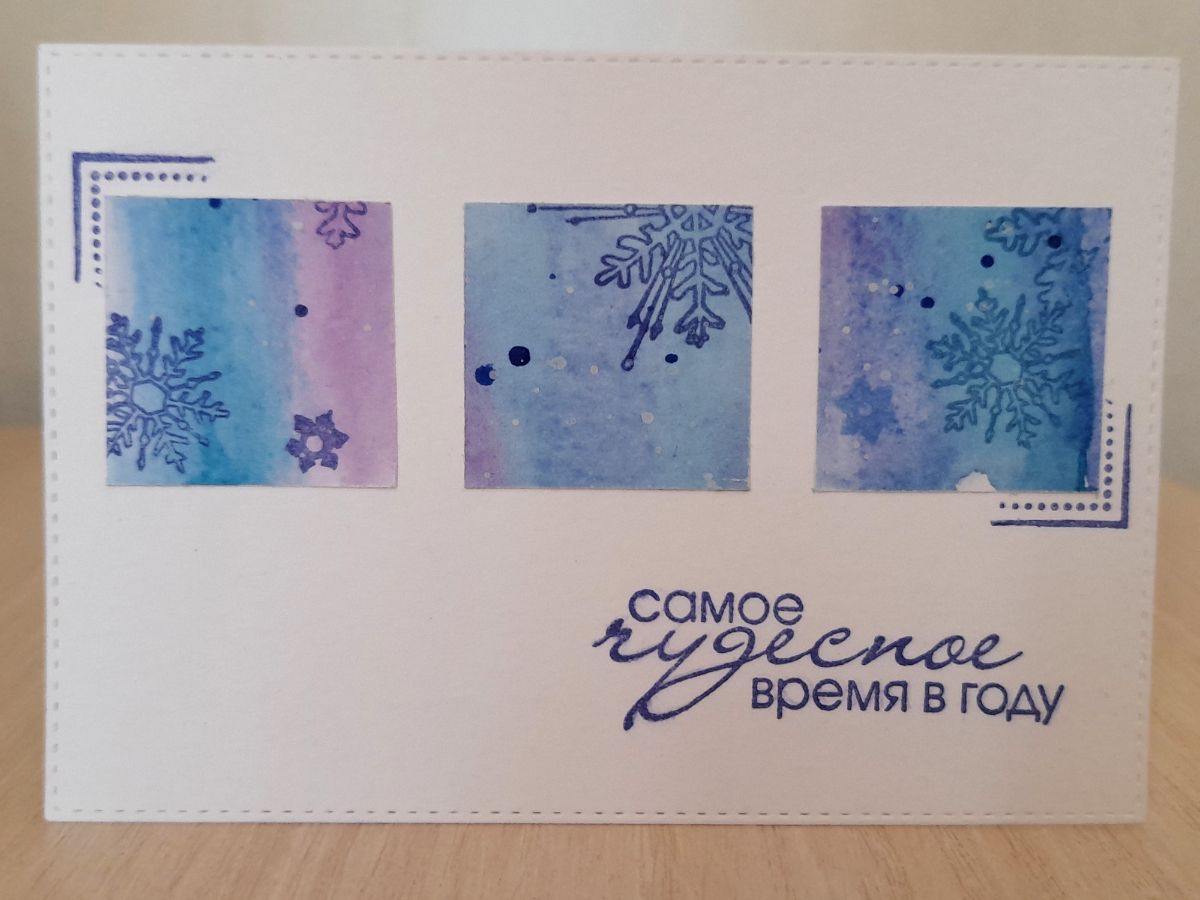 самое
чудесное
время в году